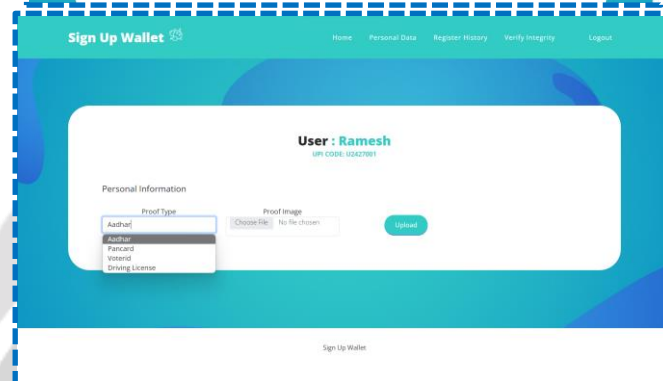 Sign Up Wallet
Home Personal Data Register History Verify Integrity Logout
User : Ramesh
UPI CODE: U2427001
Personal Information
Proof Type Proof Image
Aadhar Choose File No file chosen Upload
Aadhar
Pancard
Voterid
Driving License
Sign Up Wallet